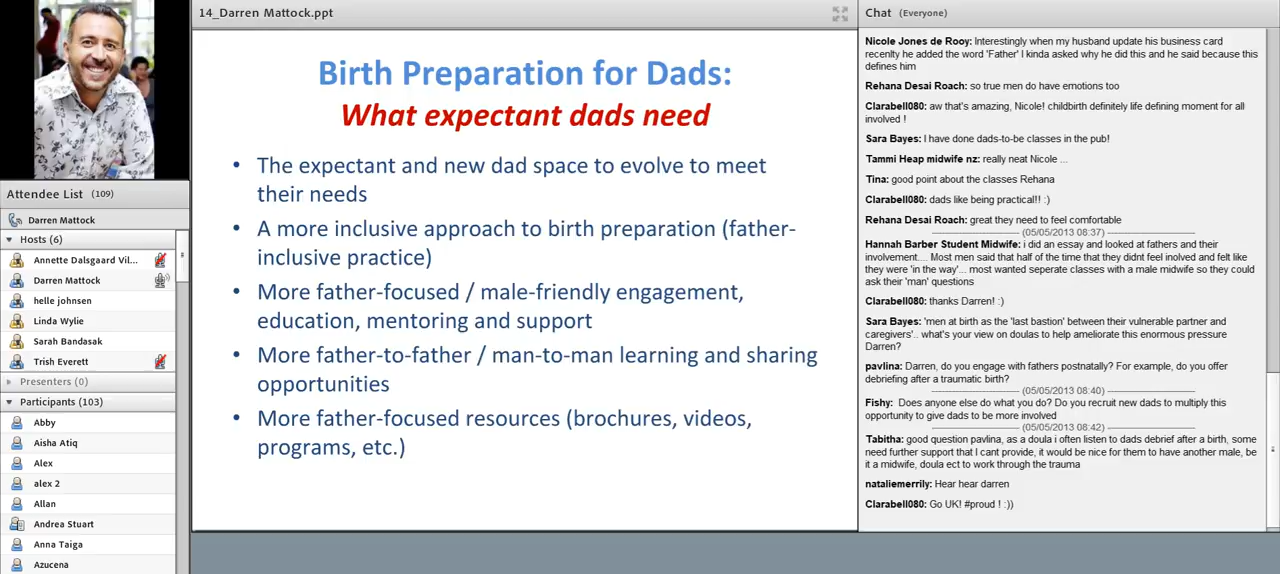 14_Darren Mattock.ppt
Attendee List (109)
Darren Mattock
Hosts (6)
Annette Dalsgaard Vil...
Darren Mattock
helle johnsen
Linda Wylie
Sarah Bandasak
Trish Everett
Presenters (0)
Participants (103)
Abby
Aisha Atiq
Alex
alex 2
Allan
Andrea Stuart
Anna Taiga
Azucena
Birth Preparation for Dads:
What expectant dads need
• The expectant and new dad space to evolve to meet
their needs
• A more inclusive approach to birth preparation (father-
inclusive practice)
• More father-focused / male-friendly engagement,
education, mentoring and support
• More father-to-father / man-to-man learning and sharing
opportunities
• More father-focused resources (brochures, videos,
programs, etc.)
Chat (Everyone)
Nicole Jones de Rooy: Interestingly when my husband update his business card
recenlty he added the word 'Father' I kinda asked why he did this and he said because this
defines him
Rehana Desai Roach: so true men do have emotions too
Clarabell080: aw that's amazing, Nicole! childbirth definitely life defining moment for all
involved !
Sara Bayes: I have done dads-to-be classes in the pub!
Tammi Heap midwife nz: really neat Nicole ...
Tina: good point about the classes Rehana
Clarabell080: dads like being practical!! :)
Rehana Desai Roach: great they need to feel comfortable
(05/05/2013 08:37)
Hannah Barber Student Midwife: i did an essay and looked at fathers and their
involvement.... Most men said that half of the time that they didnt feel inolved and felt like
they were 'in the way'... most wanted seperate classes with a male midwife so they could
ask their 'man' questions
Clarabell080: thanks Darren! :)
Sara Bayes: 'men at birth as the 'last bastion' between their vulnerable partner and
caregivers'.. what's your view on doulas to help ameliorate this enormous pressure
Darren?
pavlina: Darren, do you engage with fathers postnatally? For example, do you offer
debriefing after a traumatic birth?
(05/05/2013 08:40)
Fishy: Does anyone else do what you do? Do you recruit new dads to multiply this
opportunity to give dads to be more involved
(05/05/2013 08:42)
Tabitha: good question pavlina, as a doula i often listen to dads debrief after a birth, some
need further support that I cant provide, it would be nice for them to have another male, be
it a midwife, doula ect to work through the trauma
nataliemerrily: Hear hear darren
Clarabell080: Go UK! #proud ! :))